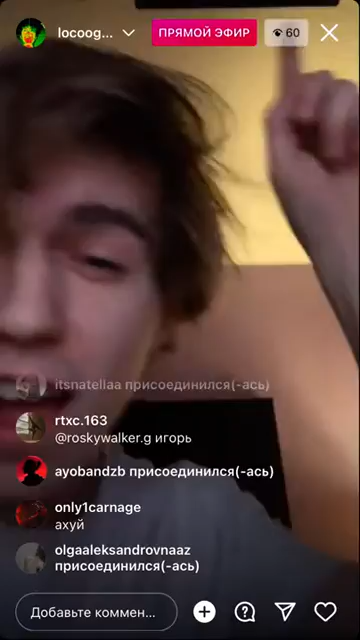 locoog...
ПРЯМОЙ ЭФИР
60
itsnateliaa присоединился(-ась)
rtxc.163
@roskywalker.g игорь
ayobandzb присоединился(-ась)
only1carnage
ахуй
olgaaleksandrovnaaz
присоединился(-ась)
Добавьте коммен...